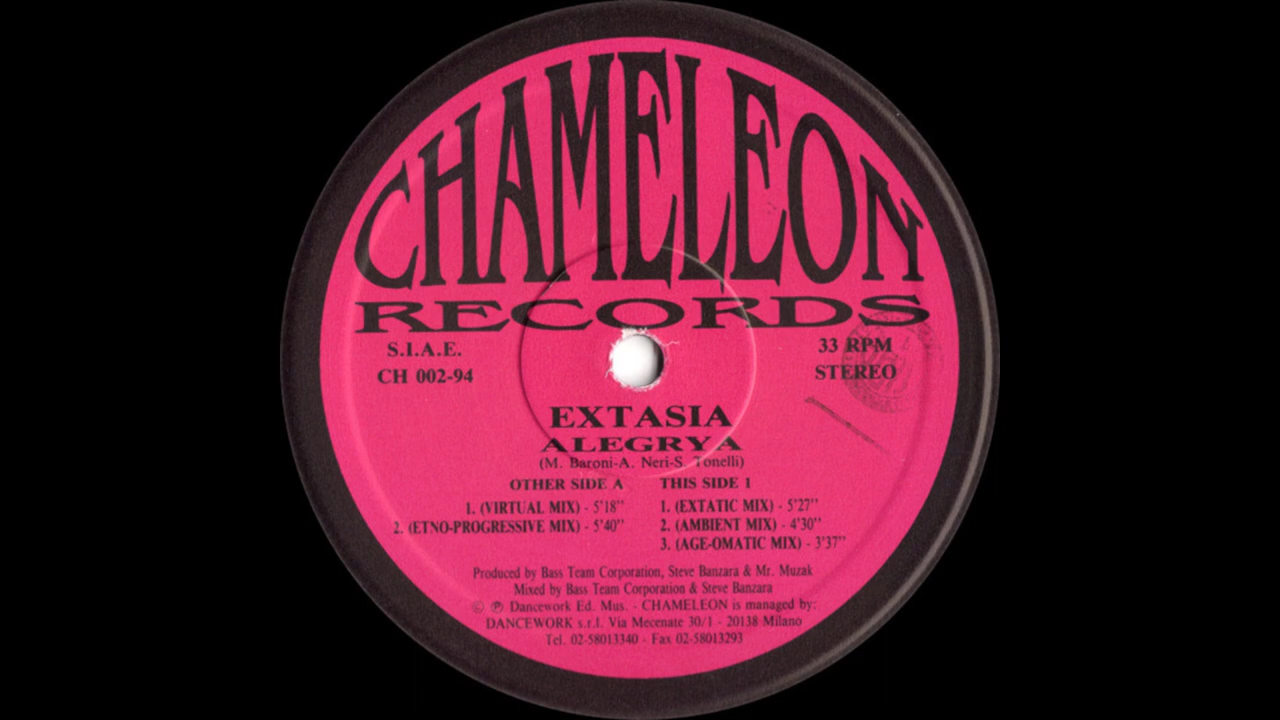 CHAMELEON
RECORDS
S.I.A.E.
CH 002-94
33 RPM
STEREO
EXTASIA
ALEGRYA
(M. Baroni-A. Neri-S. Tonelli)
OTHER SIDE A
1. (VIRTUAL MIX) - 5'18"
2. (ETNO-PROGRESSIVE MIX) - 5'40"
THIS SIDE 1
1. (EXTATIC MIX) - 5'27"
2. (AMBIENT MIX) - 4'30"
3. (AGE-OMATIC MIX) - 3'37"
Produced by Bass Team Corporation, Steve Banzara & Mr. Muzak
Mixed by Bass Team Corporation & Steve Banzara
© ℗ Dancework Ed. Mus. - CHAMELEON is managed by:
DANCEWORK s.r.l. Via Mecenate 30/1 - 20138 Milano
Tel. 02-58013340 - Fax 02-58013293